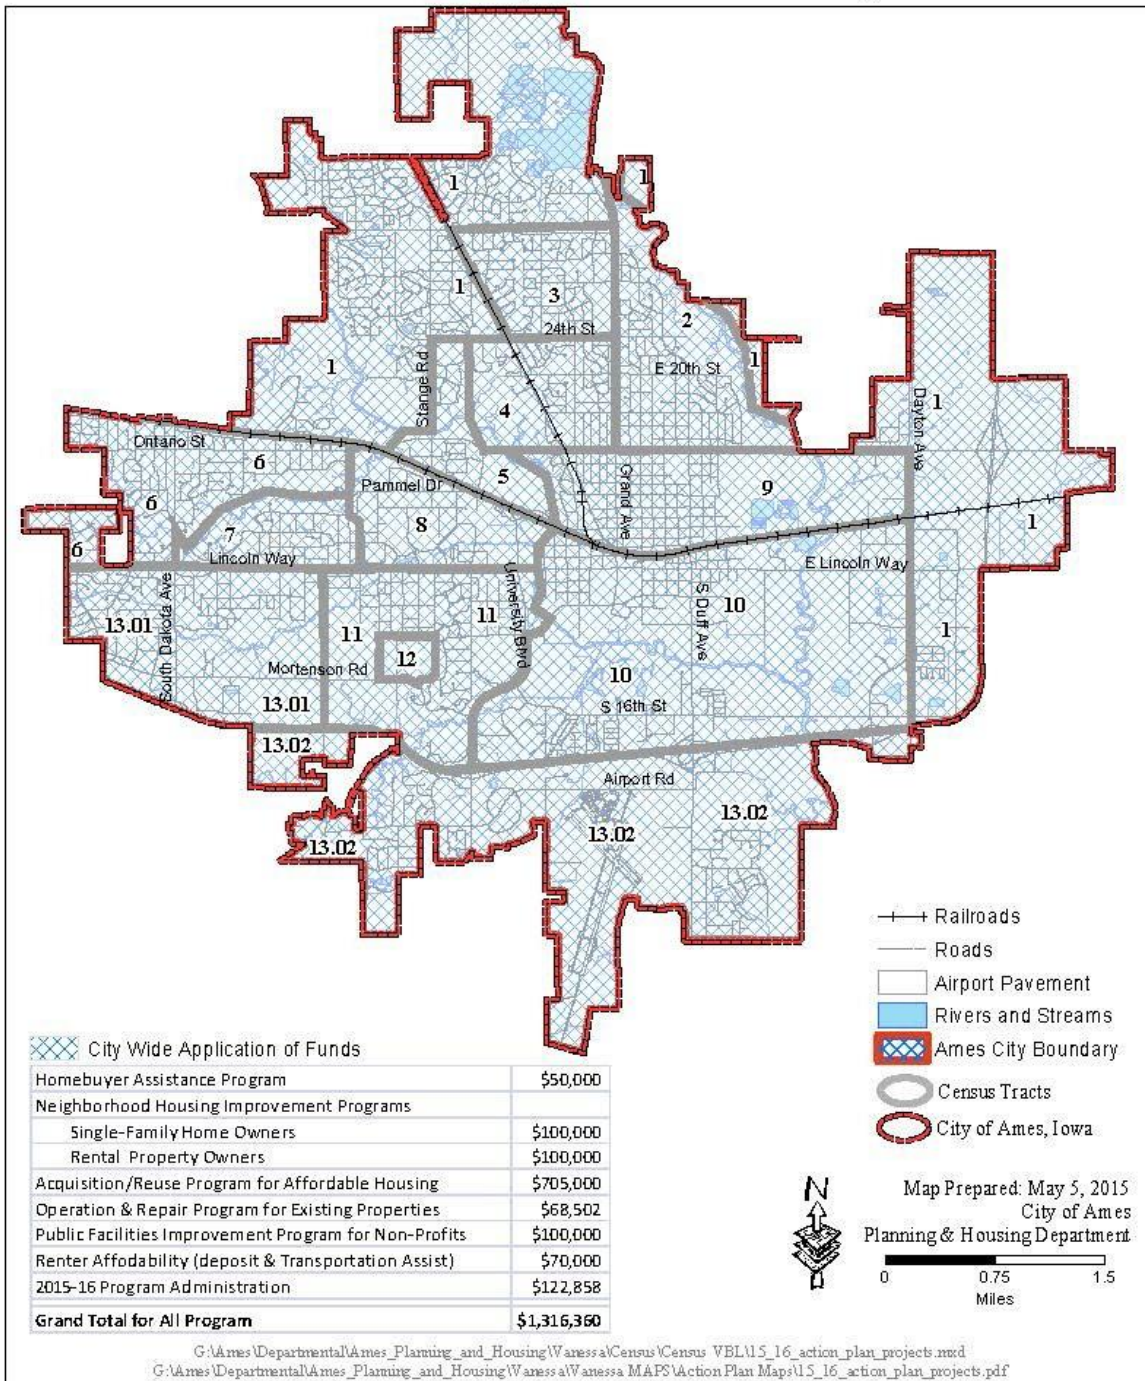 1
1
1
3
2
24th St
Stange Rd
E 20th St
1
1
4
Dayton Ave
1
Ontario St
6
5
Pammel Dr
Grand Ave
9
6
7
8
1
6
Lincoln Way
E Lincoln Way
University Blvd
South Dakota Ave
13.01
11
11
S Duff Ave
10
1
12
Mortenson Rd
10
13.01
S 16th St
13.02
Airport Rd
13.02
13.02
13.02
Railroads
Roads
Airport Pavement
Rivers and Streams
Ames City Boundary
Census Tracts
City of Ames, Iowa
City Wide Application of Funds
Homebuyer Assistance Program $50,000
Neighborhood Housing Improvement Programs
Single-Family Home Owners $100,000
Rental Property Owners $100,000
Acquisition/Reuse Program for Affordable Housing $705,000
Operation & Repair Program for Existing Properties $68,502
Public Facilities Improvement Program for Non-Profits $100,000
Renter Affodability (deposit & Transportation Assist) $70,000
2015-16 Program Administration $122,858
Grand Total for All Program $1,316,360
N
Map Prepared: May 5, 2015
City of Ames
Planning & Housing Department
0 0.75 1.5
Miles
G:\Ames\Departmental\Ames_Planning_and_Housing\Vanessa\Census\Census VBL\15_16_action_plan_projects.mxd
G:\Ames\Departmental\Ames_Planning_and_Housing\Vanessa\Vanessa MAPS\Action Plan Maps\15_16_action_plan_projects.pdf